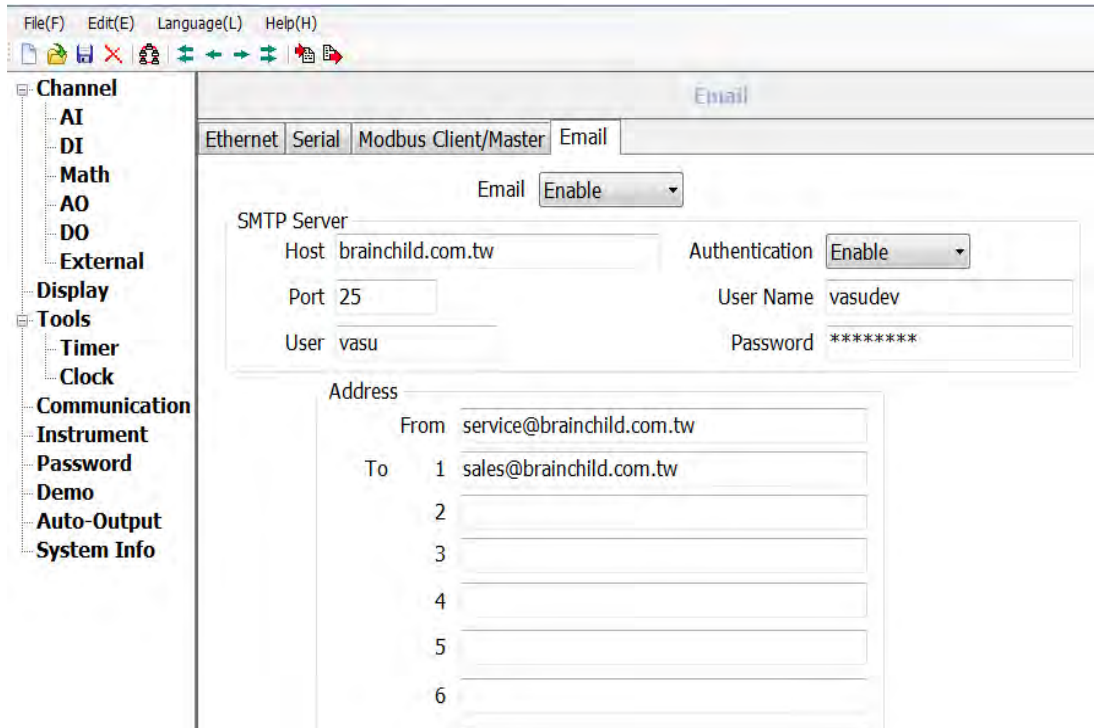 File(F) Edit(E) Language(L) Help(H)
Channel
AI
DI
Math
AO
DO
External
Display
Tools
Timer
Clock
Communication
Instrument
Password
Demo
Auto-Output
System Info
Email
Ethernet Serial Modbus Client/Master Email
Email Enable
SMTP Server
Host brainchild.com.tw Authentication Enable
Port 25 User Name vasudev
User vasu Password ********
Address
From service@brainchild.com.tw
To 1 sales@brainchild.com.tw
2
3
4
5
6